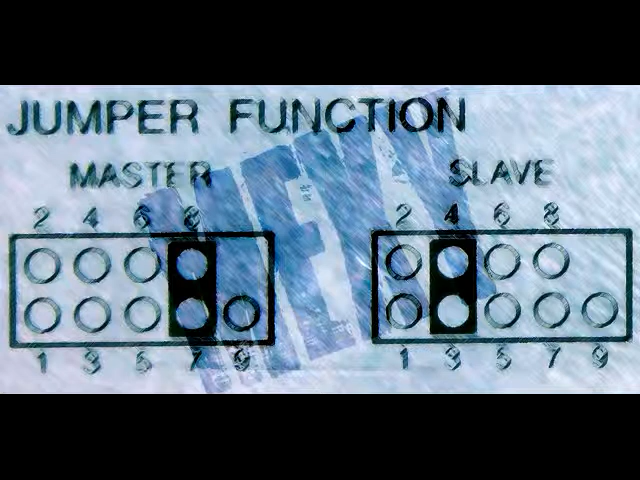 JUMPER FUNCTION
MASTER SLAVE
2 4 6 8 2 4 6 8
1 3 5 7 9 1 3 5 7 9